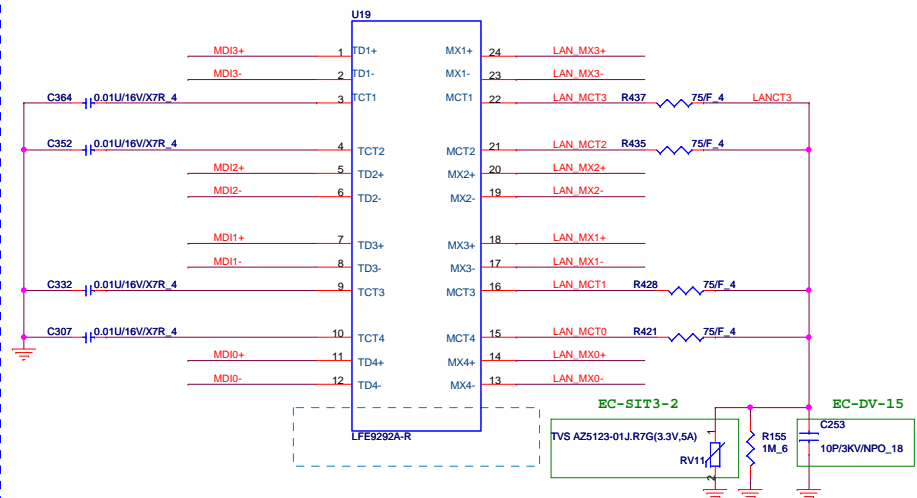 U19
MDI3+ 1 TD1+ MX1+ 24 LAN_MX3+
MDI3- 2 TD1- MX1- 23 LAN_MX3-
C364 0.01U/16V/X7R_4 3 TCT1 MCT1 22 LAN_MCT3 R437 75/F_4 LANCT3
C352 0.01U/16V/X7R_4 4 TCT2 MCT2 21 LAN_MCT2 R435 75/F_4
MDI2+ 5 TD2+ MX2+ 20 LAN_MX2+
MDI2- 6 TD2- MX2- 19 LAN_MX2-
MDI1+ 7 TD3+ MX3+ 18 LAN_MX1+
MDI1- 8 TD3- MX3- 17 LAN_MX1-
C332 0.01U/16V/X7R_4 9 TCT3 MCT3 16 LAN_MCT1 R428 75/F_4
C307 0.01U/16V/X7R_4 10 TCT4 MCT4 15 LAN_MCT0 R421 75/F_4
MDI0+ 11 TD4+ MX4+ 14 LAN_MX0+
MDI0- 12 TD4- MX4- 13 LAN_MX0-
EC-SIT3-2 EC-DV-15
LFE9292A-R TVS AZ5123-01J.R7G(3.3V,5A) 1 R155 C253
RV11 1M_6 10P/3KV/NPO_18
2